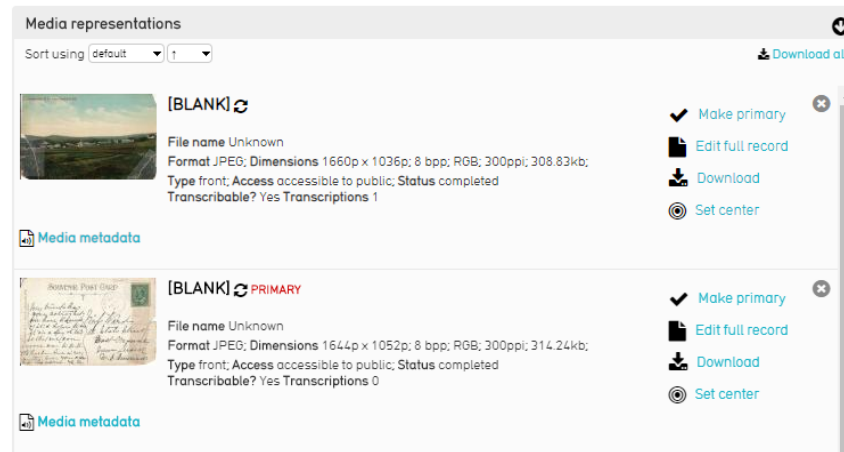 Media representations
Sort using default ↑
Download al
[BLANK]
File name Unknown
Format JPEG; Dimensions 1660p x 1036p; 8 bpp; RGB; 300ppi; 308.83kb;
Type front; Access accessible to public; Status completed
Transcribable? Yes Transcriptions 1
Make primary
Edit full record
Download
Set center
Media metadata
[BLANK] PRIMARY
SOUVENIR POST CARD
File name Unknown
Format JPEG; Dimensions 1644p x 1052p; 8 bpp; RGB; 300ppi; 314.24kb;
Type front; Access accessible to public; Status completed
Transcribable? Yes Transcriptions 0
Make primary
Edit full record
Download
Set center
Media metadata